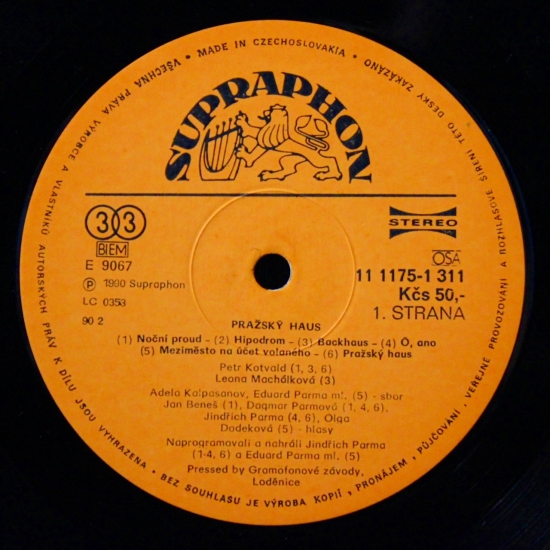 VŠECHNA PRÁVA VÝROBCE A VLASTNÍKŮ AUTORSKÝCH PRÁV K DÍLU JSOU VYHRAZENA • BEZ SOUHLASU JE VÝROBA KOPIÍ, PRONÁJEM, PŮJČOVÁNÍ, VEŘEJNÉ PROVOZOVÁNÍ A ROZHLASOVÉ ŠÍŘENÍ TÉTO DESKY ZAKÁZÁNO • MADE IN CZECHOSLOVAKIA •
SUPRAPHON
33
STEREO
BIEM
OSA
E 9067
11 1175-1 311
Ⓟ 1990 Supraphon
Kčs 50,-
LC 0353
1. STRANA
90 2
PRAŽSKÝ HAUS
(1) Noční proud - (2) Hipodrom - (3) Backhaus - (4) Ó, ano
(5) Meziměsto na účet volaného - (6) Pražský haus
Petr Kotvald (1, 3, 6)
Leona Machálková (3)
Adela Kalpasanov, Eduard Parma ml. (5) - sbor
Jan Beneš (1), Dagmar Parmová (1, 4, 6),
Jindřich Parma (4, 6), Olga
Dodeková (5) - hlasy
Naprogramovali a nahráli Jindřich Parma
(1-4, 6) a Eduard Parma ml. (5)
Pressed by Gramofonové závody,
Loděnice